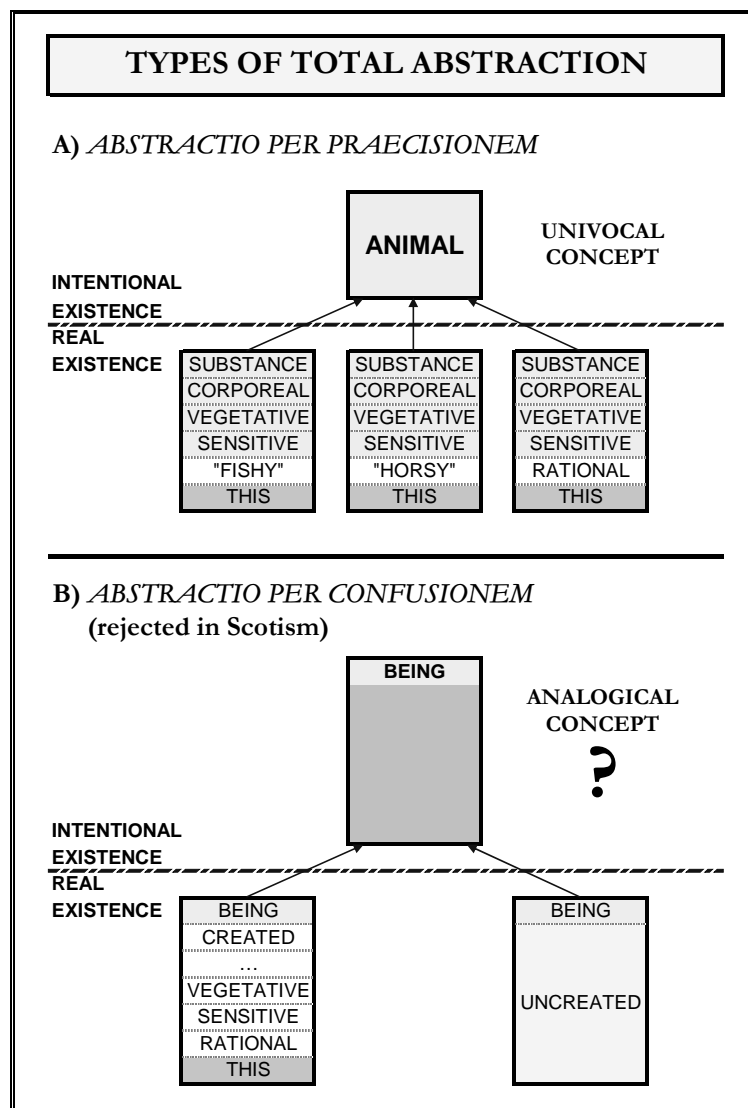 TYPES OF TOTAL ABSTRACTION
A) ABSTRACTIO PER PRAECISIONEM
ANIMAL
UNIVOCAL
CONCEPT
INTENTIONAL
EXISTENCE
REAL
EXISTENCE
SUBSTANCE
CORPOREAL
VEGETATIVE
SENSITIVE
"FISHY"
THIS
SUBSTANCE
CORPOREAL
VEGETATIVE
SENSITIVE
"HORSY"
THIS
SUBSTANCE
CORPOREAL
VEGETATIVE
SENSITIVE
RATIONAL
THIS
B) ABSTRACTIO PER CONFUSIONEM
(rejected in Scotism)
BEING
ANALOGICAL
CONCEPT
?
INTENTIONAL
EXISTENCE
REAL
EXISTENCE
BEING
CREATED
...
VEGETATIVE
SENSITIVE
RATIONAL
THIS
BEING
UNCREATED